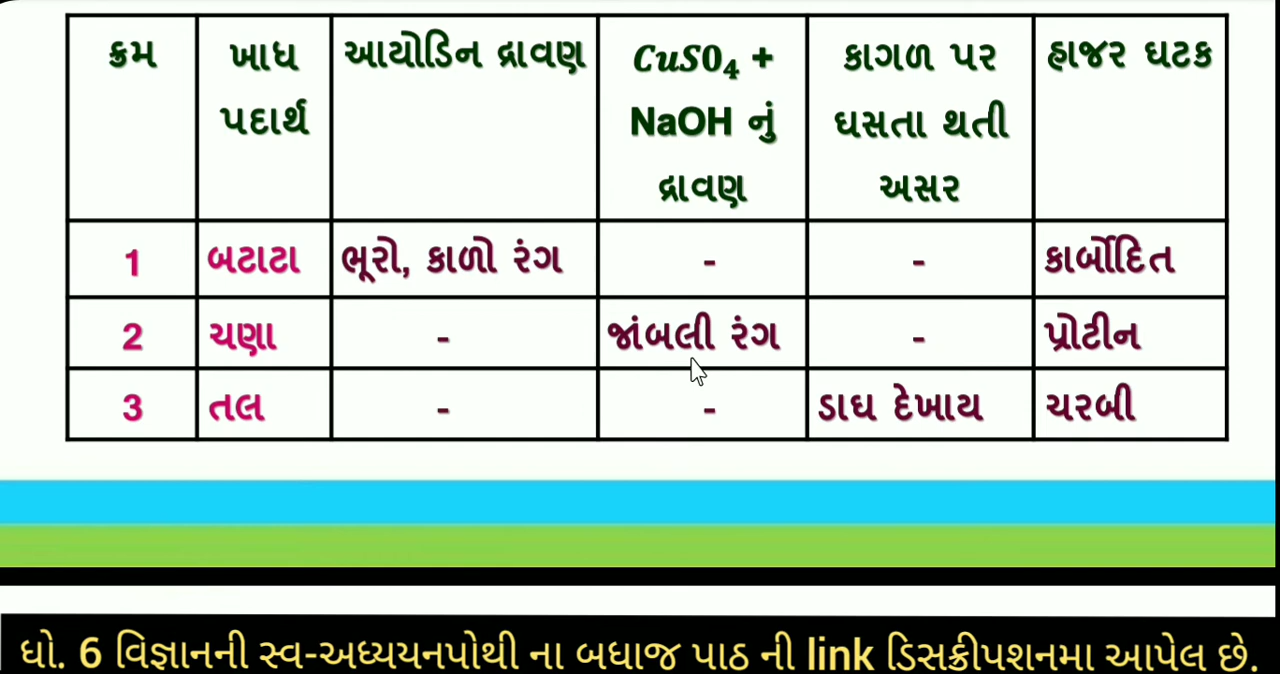 ક્રમ ખાધ પદાર્થ આયોડિન દ્રાવણ CuSO₄ + NaOH નું દ્રાવણ કાગળ પર ઘસતા થતી અસર હાજર ઘટક
1 બટાટા ભૂરો, કાળો રંગ - - કાર્બોદિત
2 ચણા - જાંબલી રંગ - પ્રોટીન
3 તલ - - ડાઘ દેખાય ચરબી
ધો. 6 વિજ્ઞાનની સ્વ-અધ્યયનપોથી ના બધાજ પાઠ ની link ડિસક્રીપશનમા આપેલ છે.